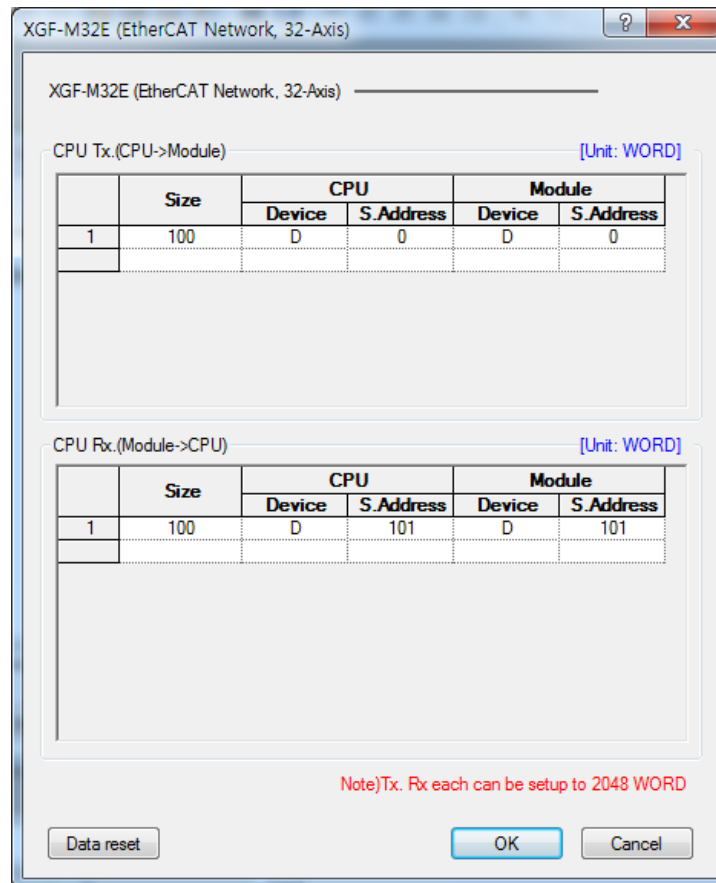 XGF-M32E (EtherCAT Network, 32-Axis)
XGF-M32E (EtherCAT Network, 32-Axis)
CPU Tx.(CPU->Module) [Unit: WORD]
Size CPU Module
Device S.Address Device S.Address
1 100 D 0 D 0
CPU Rx.(Module->CPU) [Unit: WORD]
Size CPU Module
Device S.Address Device S.Address
1 100 D 101 D 101
Note)Tx. Rx each can be setup to 2048 WORD
Data reset OK Cancel